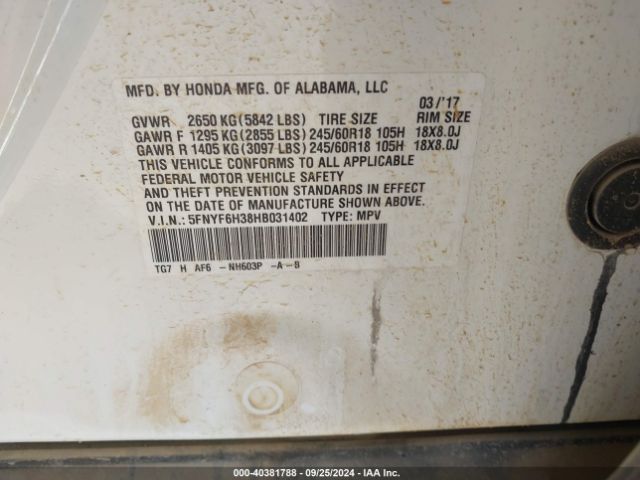 MFD. BY HONDA MFG. OF ALABAMA, LLC
03/'17
GVWR 2650 KG(5842 LBS) TIRE SIZE RIM SIZE
GAWR F 1295 KG(2855 LBS) 245/60R18 105H 18X8.0J
GAWR R 1405 KG(3097 LBS) 245/60R18 105H 18X8.0J
THIS VEHICLE CONFORMS TO ALL APPLICABLE
FEDERAL MOTOR VEHICLE SAFETY
AND THEFT PREVENTION STANDARDS IN EFFECT
ON THE DATE OF MANUFACTURE SHOWN ABOVE.
V.I.N.: 5FNYF6H38HB031402 TYPE: MPV
TG7 H AF6 -NH603P -A-B
000-40381788 - 09/25/2024 - IAA Inc.